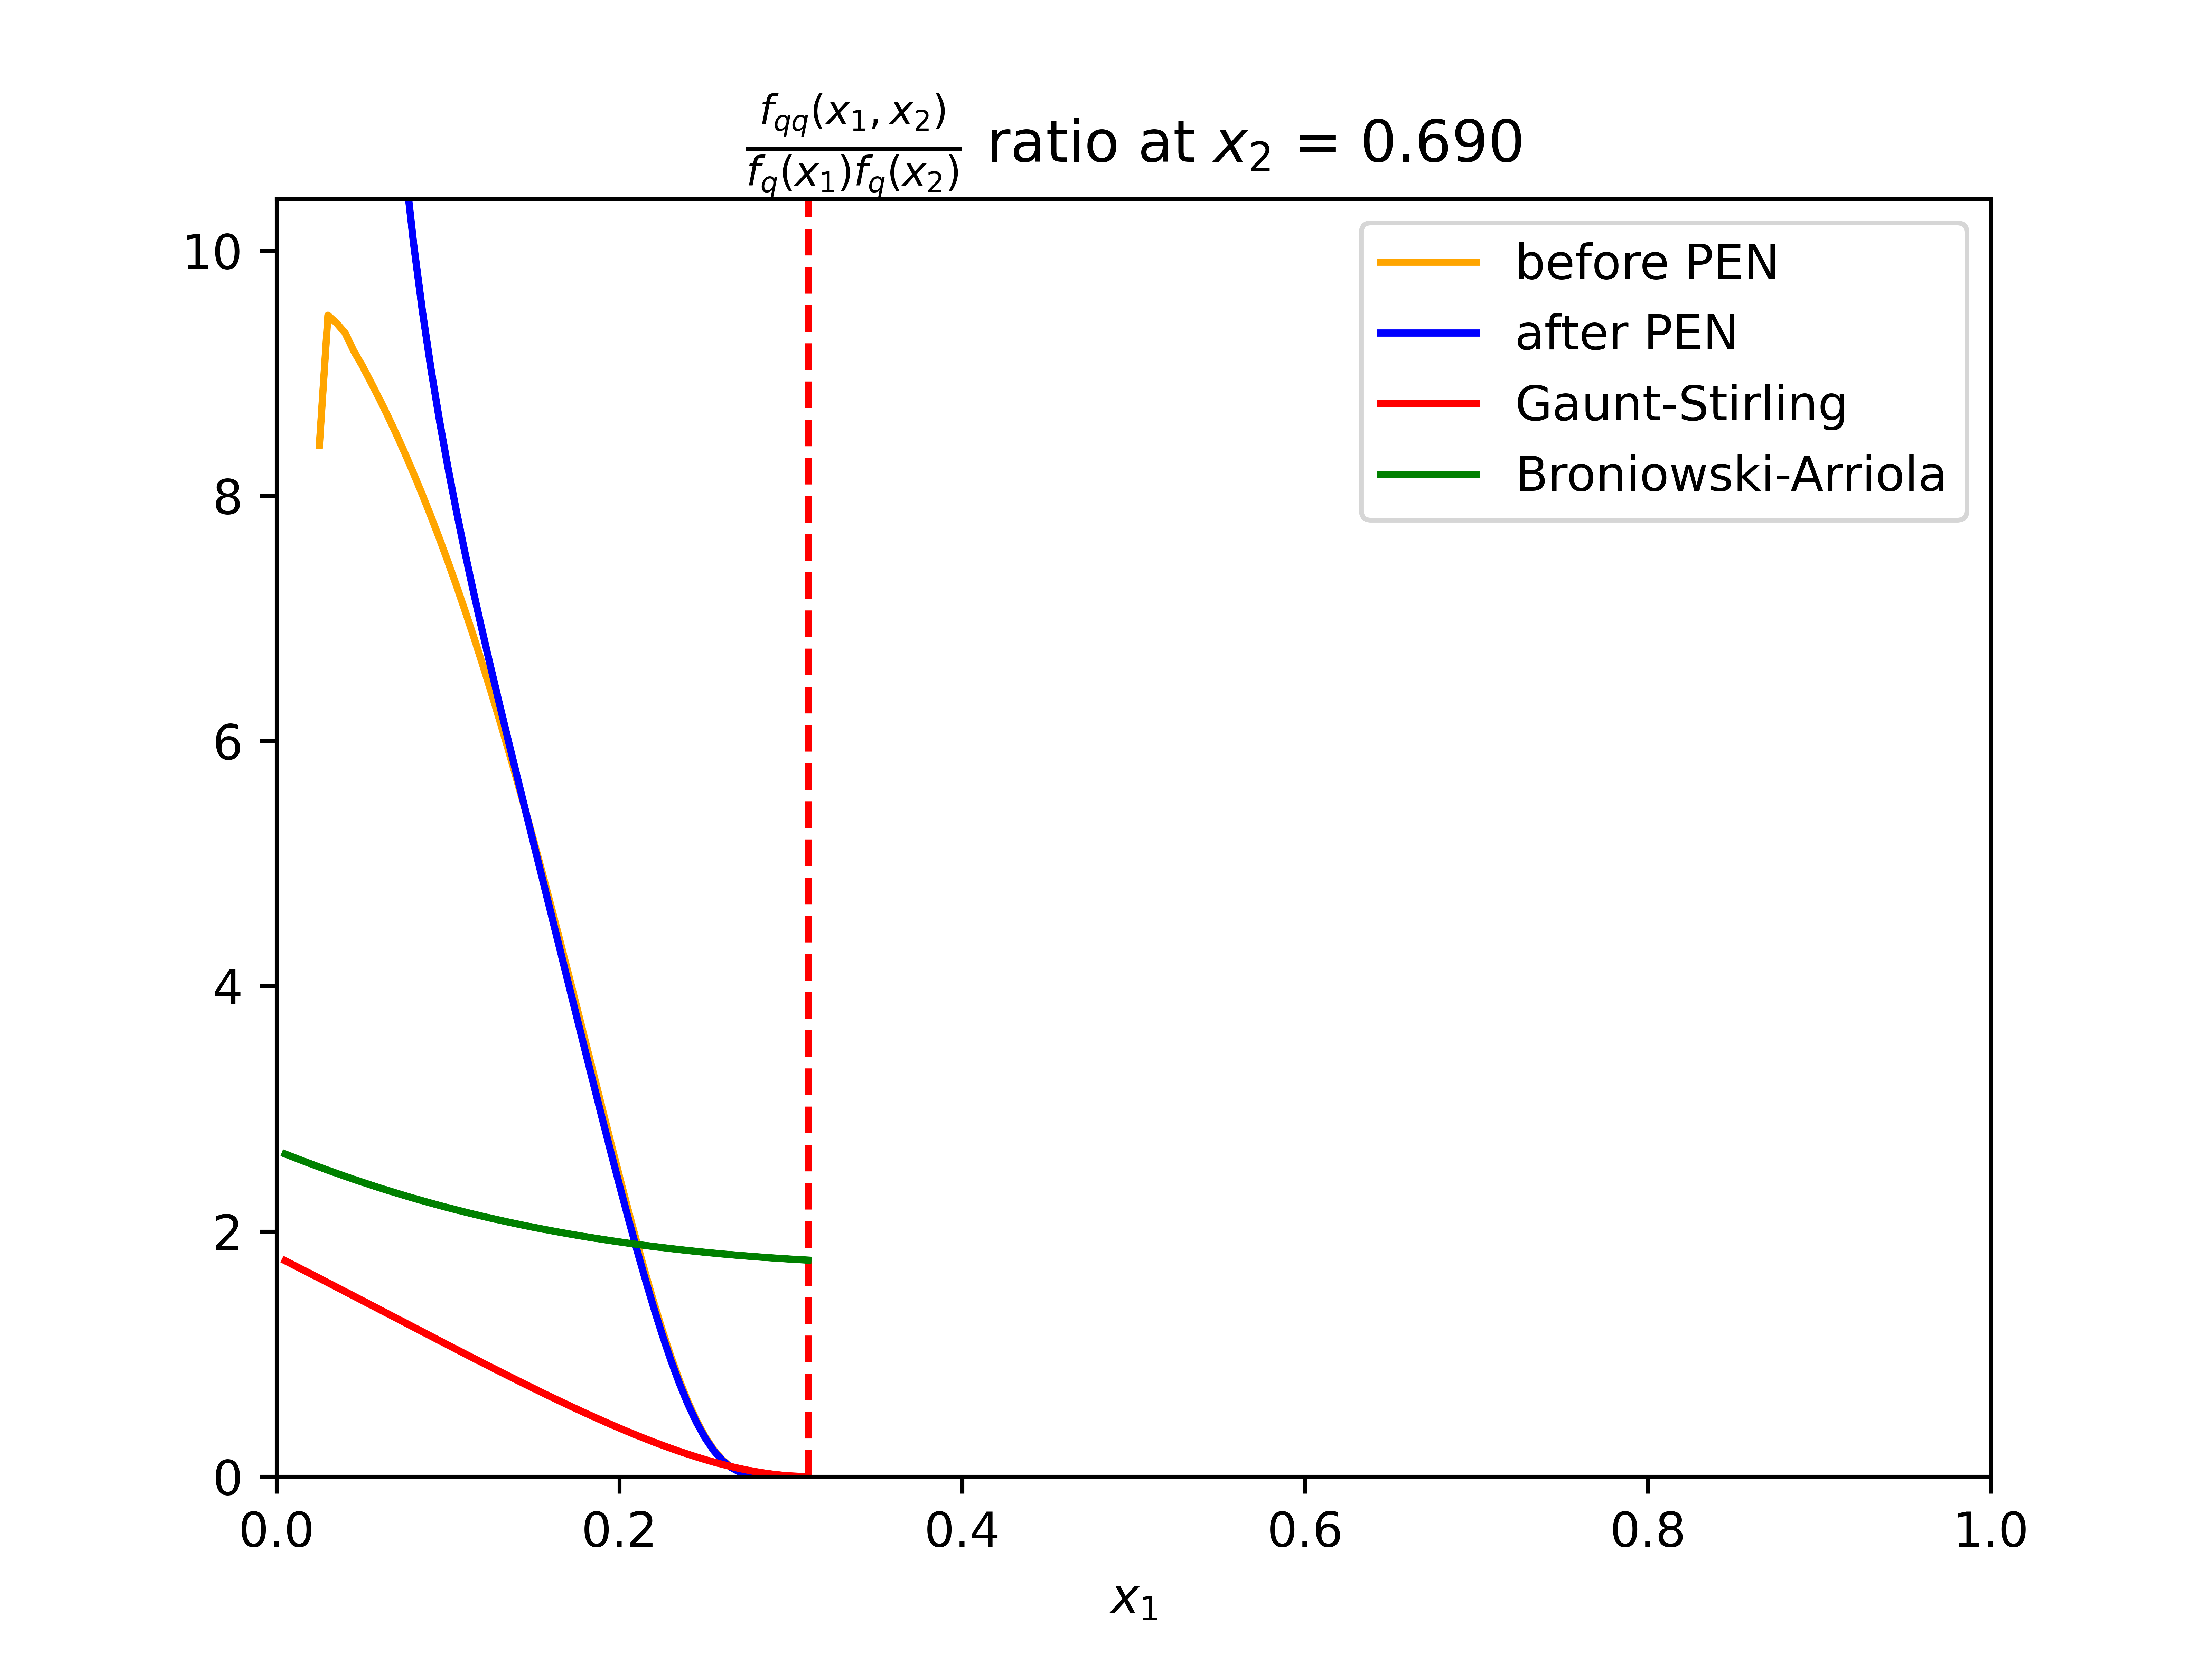 f_{qq}(x_1, x_2)
f_q(x_1)f_q(x_2)
ratio at x_2 = 0.690
before PEN
after PEN
Gaunt-Stirling
Broniowski-Arriola
10
8
6
4
2
0
0.0 0.2 0.4 0.6 0.8 1.0
x_1